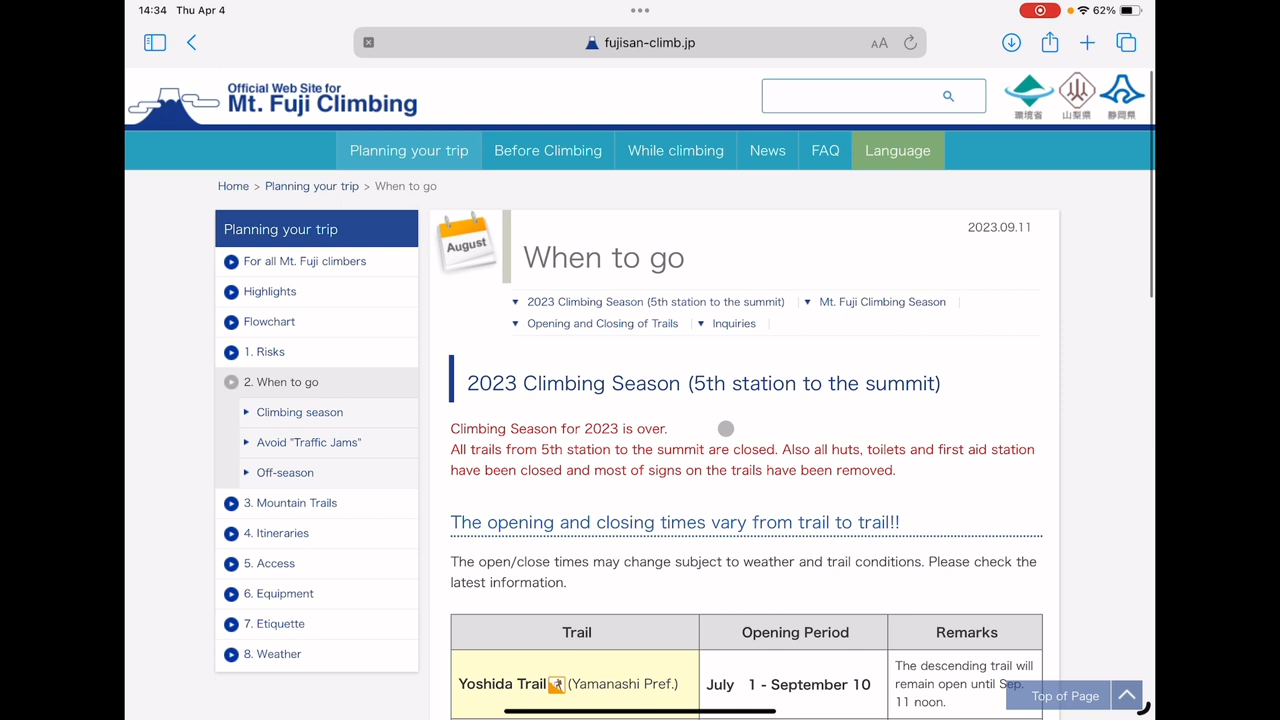 14:34 Thu Apr 4
62%
fujisan-climb.jp
AA
Official Web Site for
Mt. Fuji Climbing
環境省 山梨県 静岡県
Planning your trip Before Climbing While climbing News FAQ Language
Home > Planning your trip > When to go
Planning your trip
For all Mt. Fuji climbers
Highlights
Flowchart
1. Risks
2. When to go
Climbing season
Avoid "Traffic Jams"
Off-season
3. Mountain Trails
4. Itineraries
5. Access
6. Equipment
7. Etiquette
8. Weather
2023.09.11
August
When to go
2023 Climbing Season (5th station to the summit) Mt. Fuji Climbing Season
Opening and Closing of Trails Inquiries
2023 Climbing Season (5th station to the summit)
Climbing Season for 2023 is over.
All trails from 5th station to the summit are closed. Also all huts, toilets and first aid station
have been closed and most of signs on the trails have been removed.
The opening and closing times vary from trail to trail!!
The open/close times may change subject to weather and trail conditions. Please check the
latest information.
Trail Opening Period Remarks
Yoshida Trail (Yamanashi Pref.) July 1 - September 10
The descending trail will
remain open until Sep.
11 noon.
Top of Page